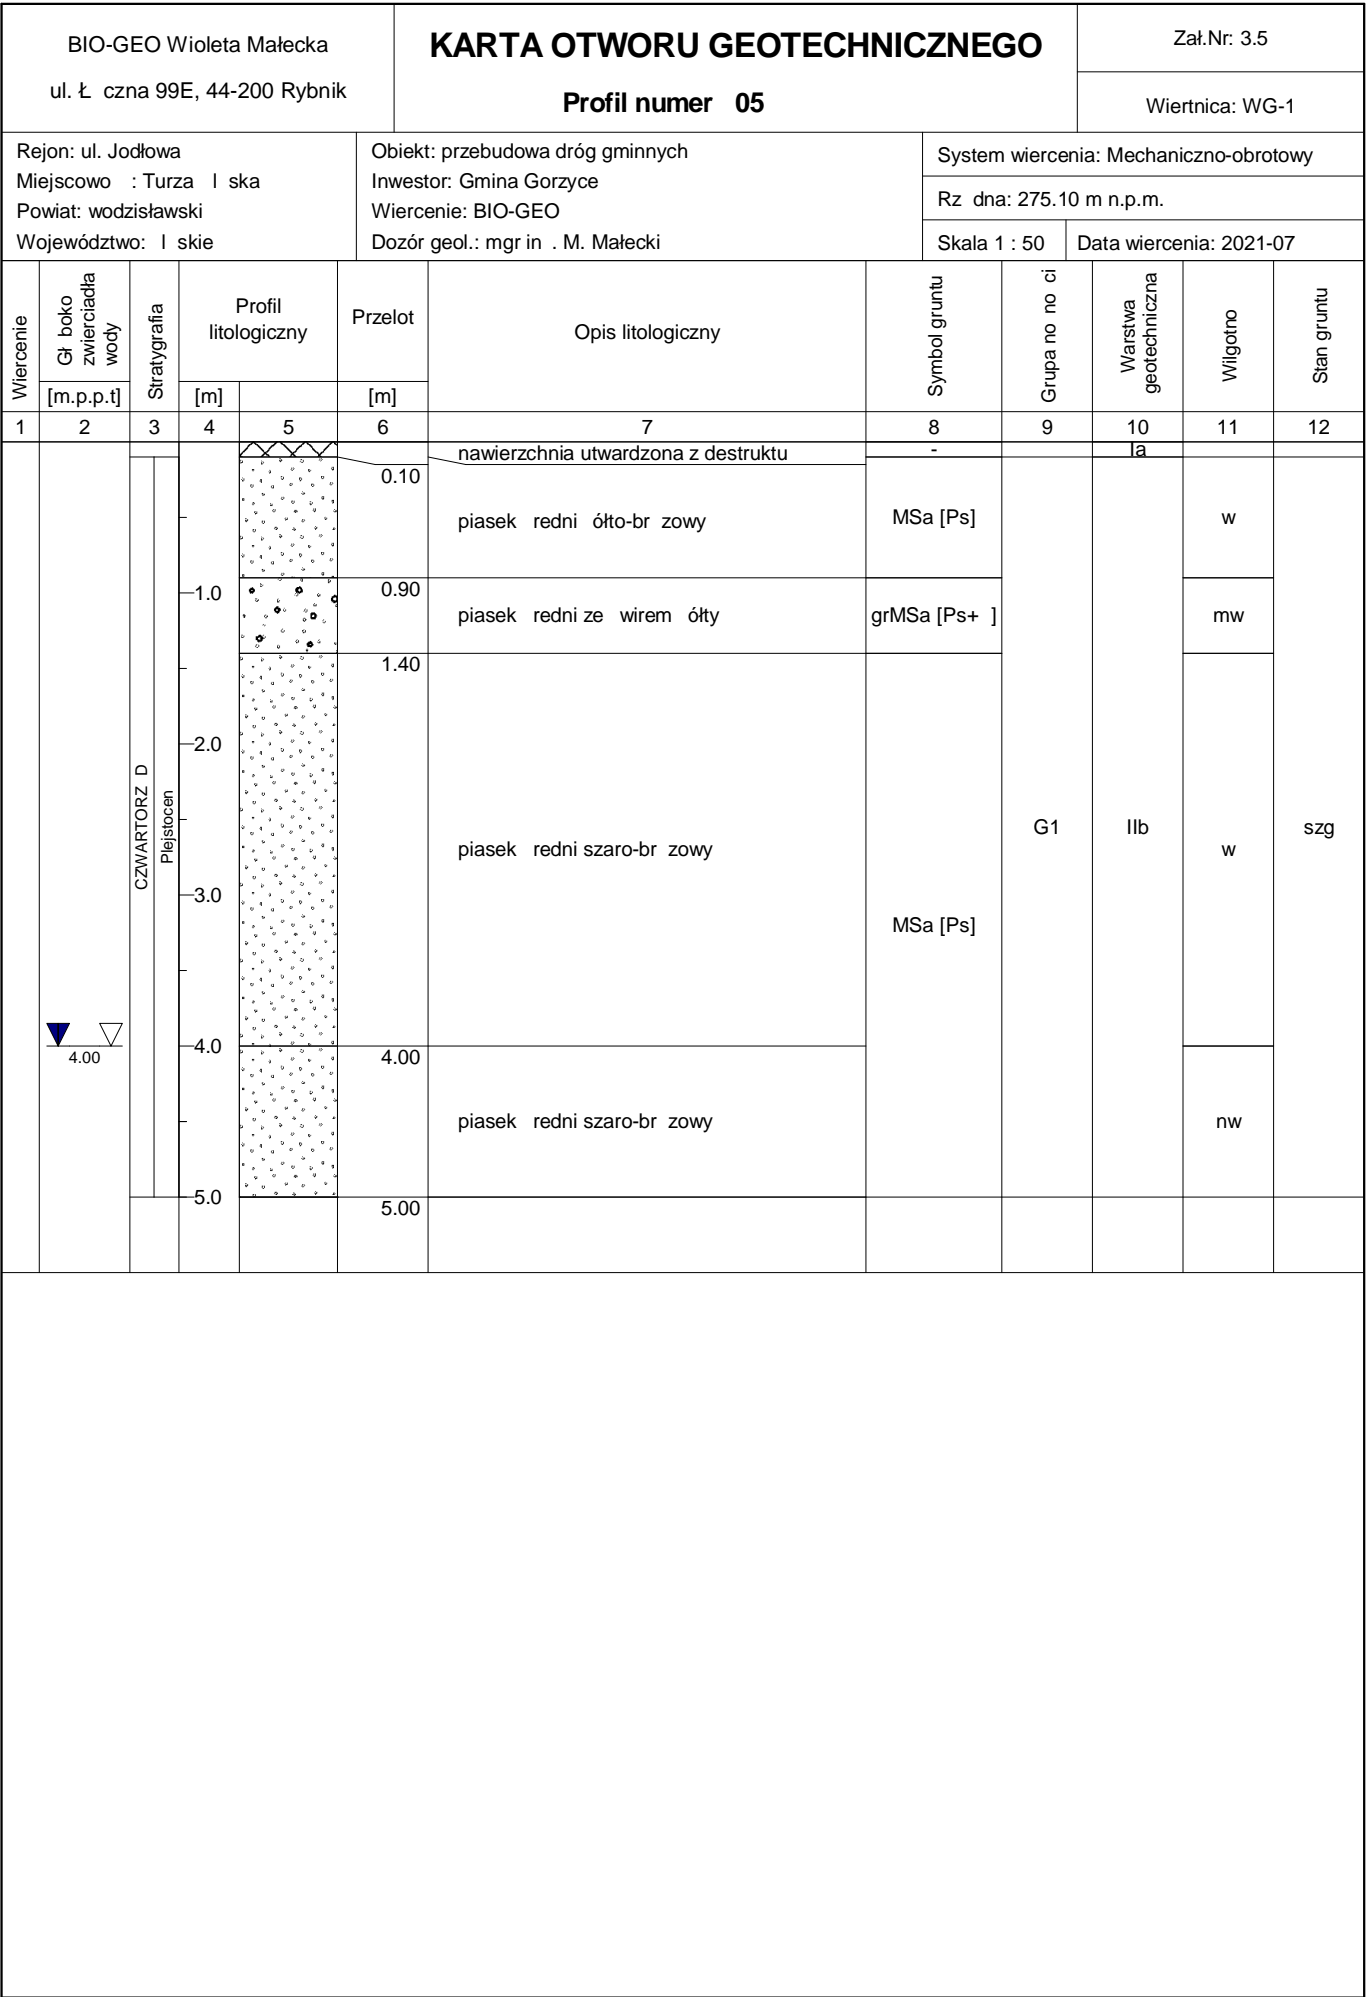 BIO-GEO Wioleta Małecka
ul. Ł czna 99E, 44-200 Rybnik
KARTA OTWORU GEOTECHNICZNEGO
Profil numer 05
Zał.Nr: 3.5
Wiertnica: WG-1
Rejon: ul. Jodłowa
Miejscowo : Turza l ska
Powiat: wodzisławski
Województwo: l skie
Obiekt: przebudowa dróg gminnych
Inwestor: Gmina Gorzyce
Wiercenie: BIO-GEO
Dozór geol.: mgr in . M. Małecki
System wiercenia: Mechaniczno-obrotowy
Rz dna: 275.10 m n.p.m.
Skala 1 : 50
Data wiercenia: 2021-07
Wiercenie
Gł boko
zwierciadła
wody
[m.p.p.t]
Stratygrafia
Profil
litologiczny
[m]
Przelot
[m]
Opis litologiczny
Symbol gruntu
Grupa no no ci
Warstwa
geotechniczna
Wilgotno
Stan gruntu
1 2 3 4 5 6 7 8 9 10 11 12
nawierzchnia utwardzona z destruktu
-
Ia
0.10
piasek redni ółto-br zowy
MSa [Ps]
w
1.0
0.90
piasek redni ze wirem ółty
grMSa [Ps+ ]
mw
1.40
2.0
CZWARTORZ D
Plejstocen
piasek redni szaro-br zowy
G1
IIb
w
szg
3.0
MSa [Ps]
4.00
4.0
4.00
piasek redni szaro-br zowy
nw
5.0
5.00